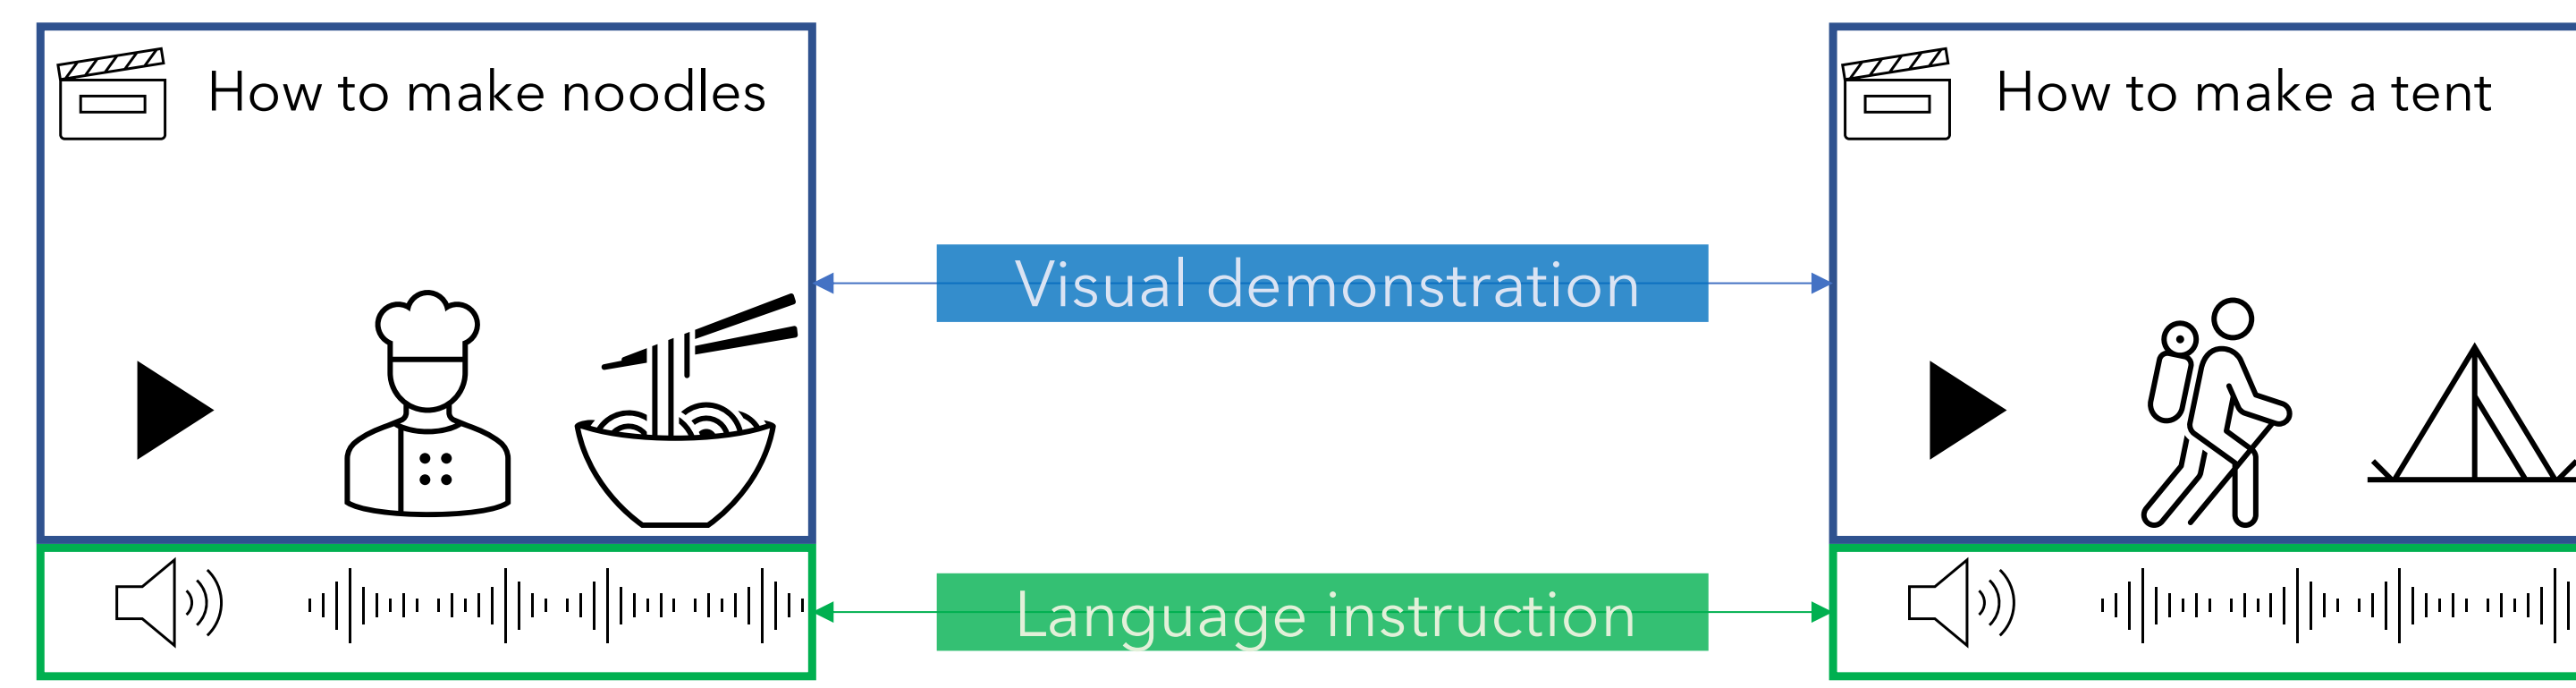 How to make noodles
How to make a tent
Visual demonstration
Language instruction